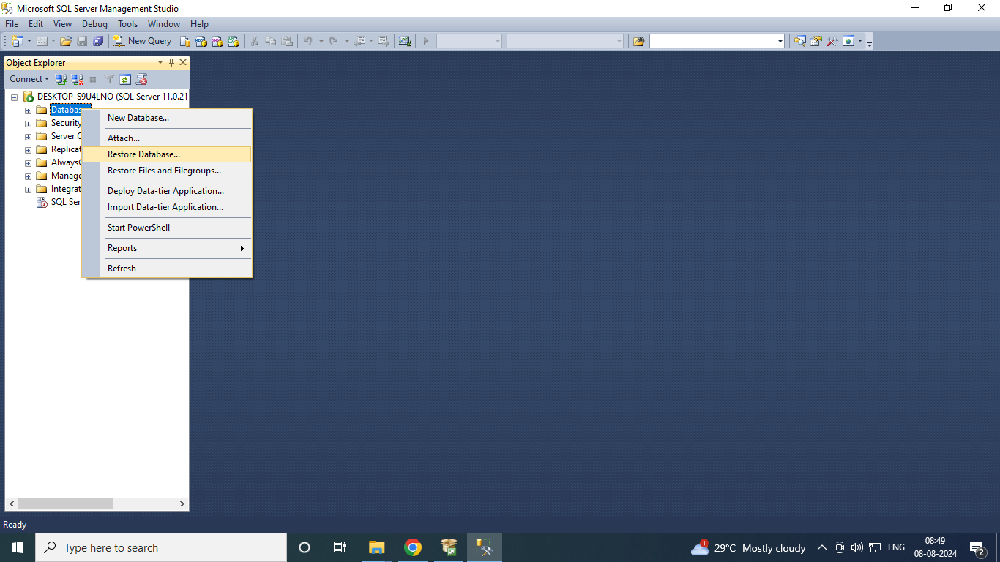 Microsoft SQL Server Management Studio
File Edit View Debug Tools Window Help
New Query
MDX
DMX
XMLA
Object Explorer
Connect
DESKTOP-S9U4LNO (SQL Server 11.0.21
Databas
Security
Server C
Replicat
AlwaysO
Manage
Integrat
SQL Ser
New Database...
Attach...
Restore Database...
Restore Files and Filegroups...
Deploy Data-tier Application...
Import Data-tier Application...
Start PowerShell
Reports
Refresh
Ready
Type here to search
1
29°C Mostly cloudy
ENG
08:49
08-08-2024
2